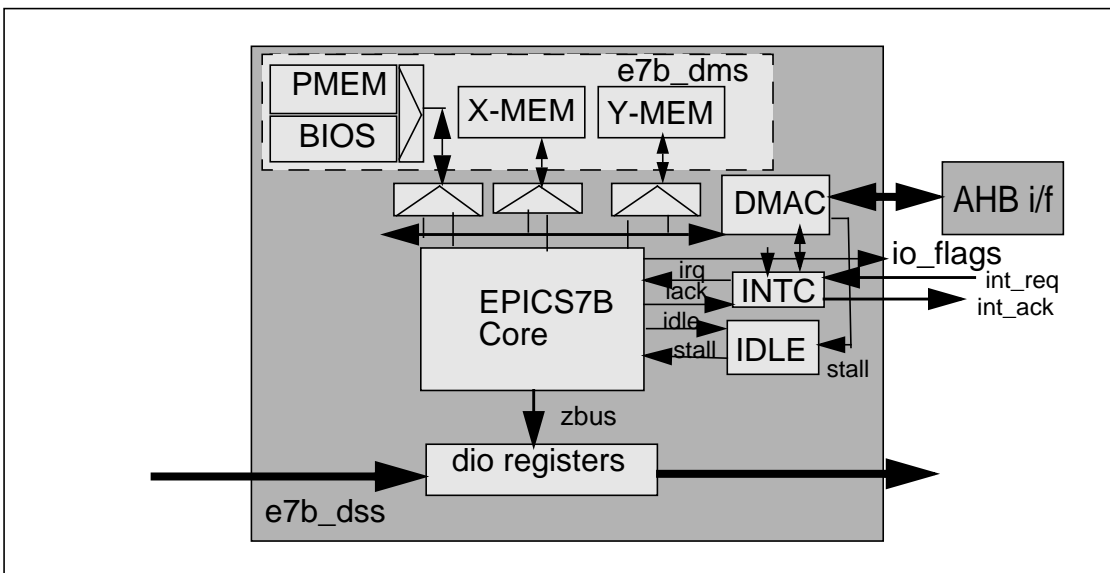 e7b_dms
PMEM
BIOS
X-MEM
Y-MEM
DMAC
AHB i/f
io_flags
irq
iack
INTC
int_req
int_ack
EPICS7B
Core
idle
stall
IDLE
stall
zbus
dio registers
e7b_dss